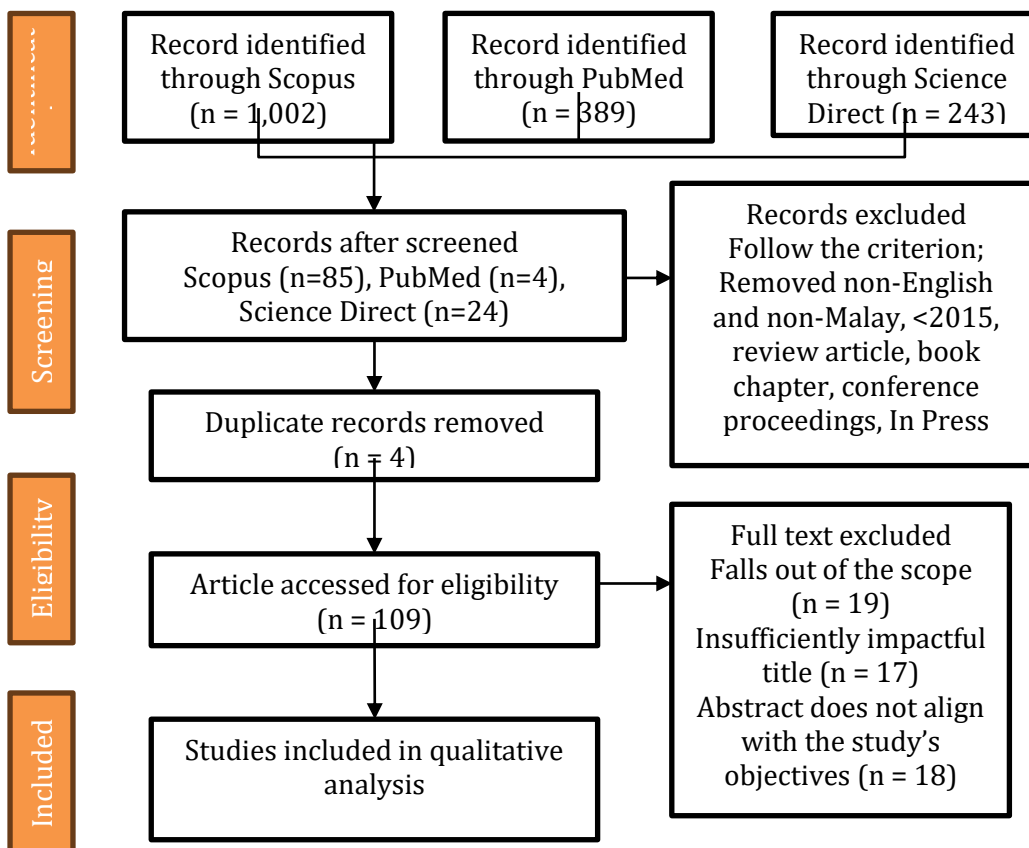 Record identified
through Scopus
(n = 1,002)
Record identified
through PubMed
(n = 389)
Record identified
through Science
Direct (n = 243)
Screening
Records after screened
Scopus (n=85), PubMed (n=4),
Science Direct (n=24)
Records excluded
Follow the criterion;
Removed non-English
and non-Malay, <2015,
review article, book
chapter, conference
proceedings, In Press
Duplicate records removed
(n = 4)
Eligibility
Article accessed for eligibility
(n = 109)
Full text excluded
Falls out of the scope
(n = 19)
Insufficiently impactful
title (n = 17)
Abstract does not align
with the study’s
objectives (n = 18)
Included
Studies included in qualitative
analysis